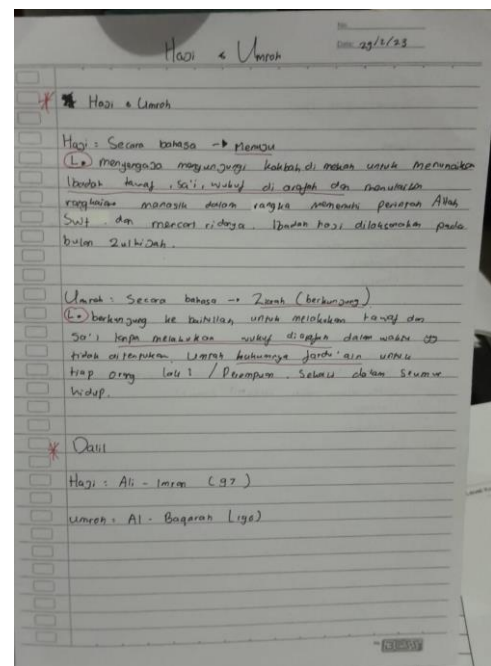 No:
Date: 29/2/23
Haji & Umroh
Haji & Umroh
Haji : Secara bahasa → Menuju
menyengaja mengunjungi kakbah di mekah untuk menunaikan
Ibadah tawaf, sa'i, wukuf di arafah dan menunaikan
rangkaian manasik dalam rangka memenuhi perintah Allah
Swt. dan mencari ridanya. Ibadah haji dilaksanakan pada
bulan Zulhijah.
Umrah : Secara bahasa → Ziarah (berkunjung)
berkunjung ke baitullah untuk melakukan tawaf dan
sa'i tanpa melakukan wukuf di arafah dalam waktu
tidak ditentukan. Umrah hukumnya fardu 'ain untuk
tiap orang laki2 / Perempuan sekali dalam seumur
hidup.
Dalil
Haji : Ali - Imran (97)
Umroh : Al - Baqarah (196)